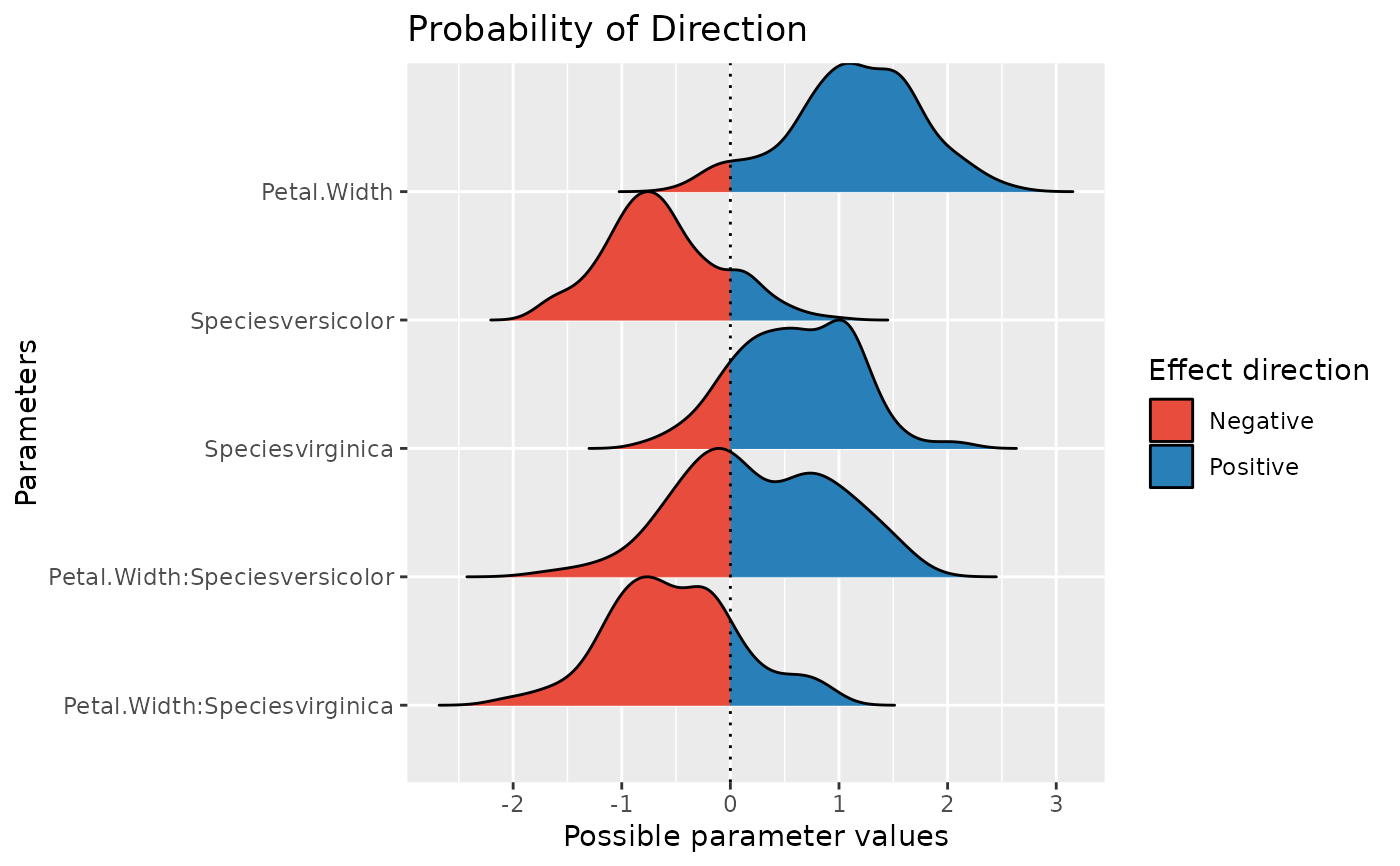 Probability of Direction
Petal.Width
Speciesversicolor
Speciesvirginica
Petal.Width:Speciesversicolor
Petal.Width:Speciesvirginica
Parameters
-2 -1 0 1 2 3
Possible parameter values
Effect direction
Negative
Positive